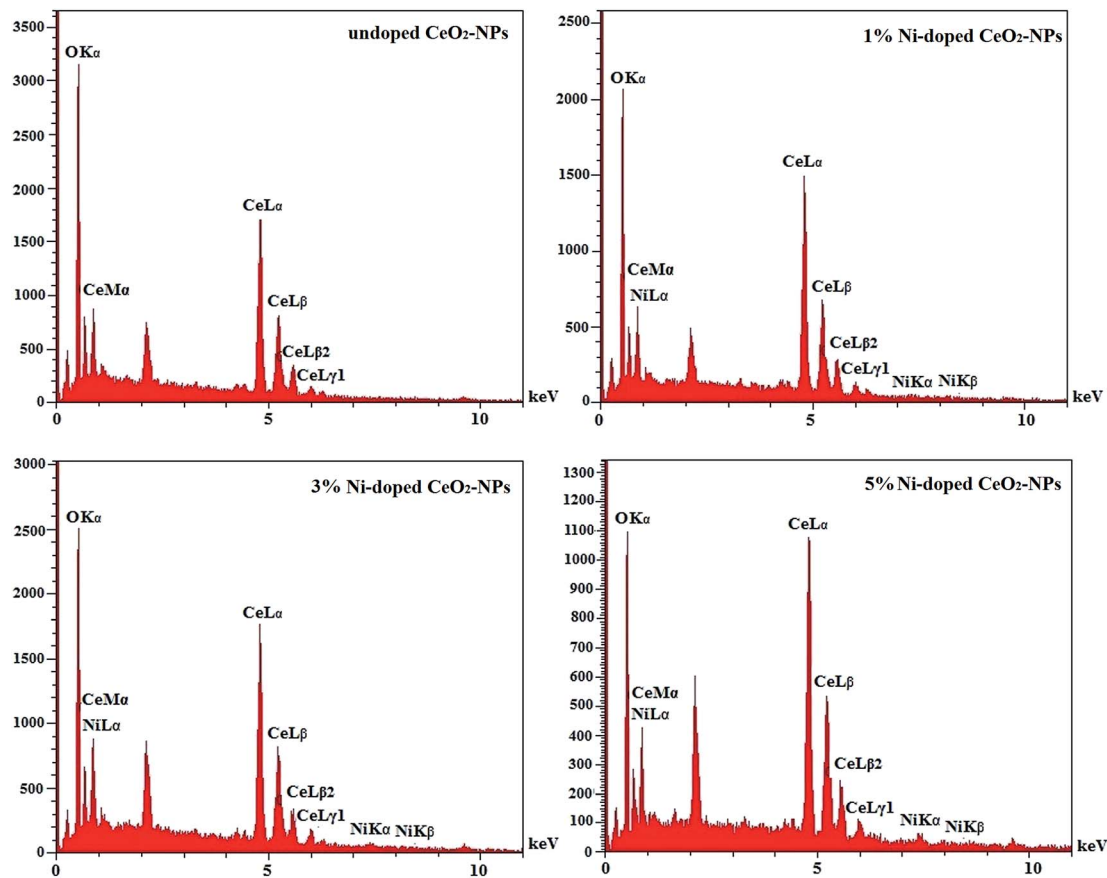 undoped CeO₂-NPs
3500
3000
2500
2000
1500
1000
500
0
OKα
CeMα
CeLα
CeLβ
CeLβ2
CeLγ1
0
5
10
keV
1% Ni-doped CeO₂-NPs
2500
2000
1500
1000
500
0
OKα
CeMα
NiLα
CeLα
CeLβ
CeLβ2
CeLγ1
NiKα
NiKβ
0
5
10
keV
3% Ni-doped CeO₂-NPs
3000
2500
2000
1500
1000
500
0
OKα
CeMα
NiLα
CeLα
CeLβ
CeLβ2
CeLγ1
NiKα
NiKβ
0
5
10
keV
5% Ni-doped CeO₂-NPs
1300
1200
1100
1000
900
800
700
600
500
400
300
200
100
0
OKα
CeMα
NiLα
CeLα
CeLβ
CeLβ2
CeLγ1
NiKα
NiKβ
0
5
10
keV